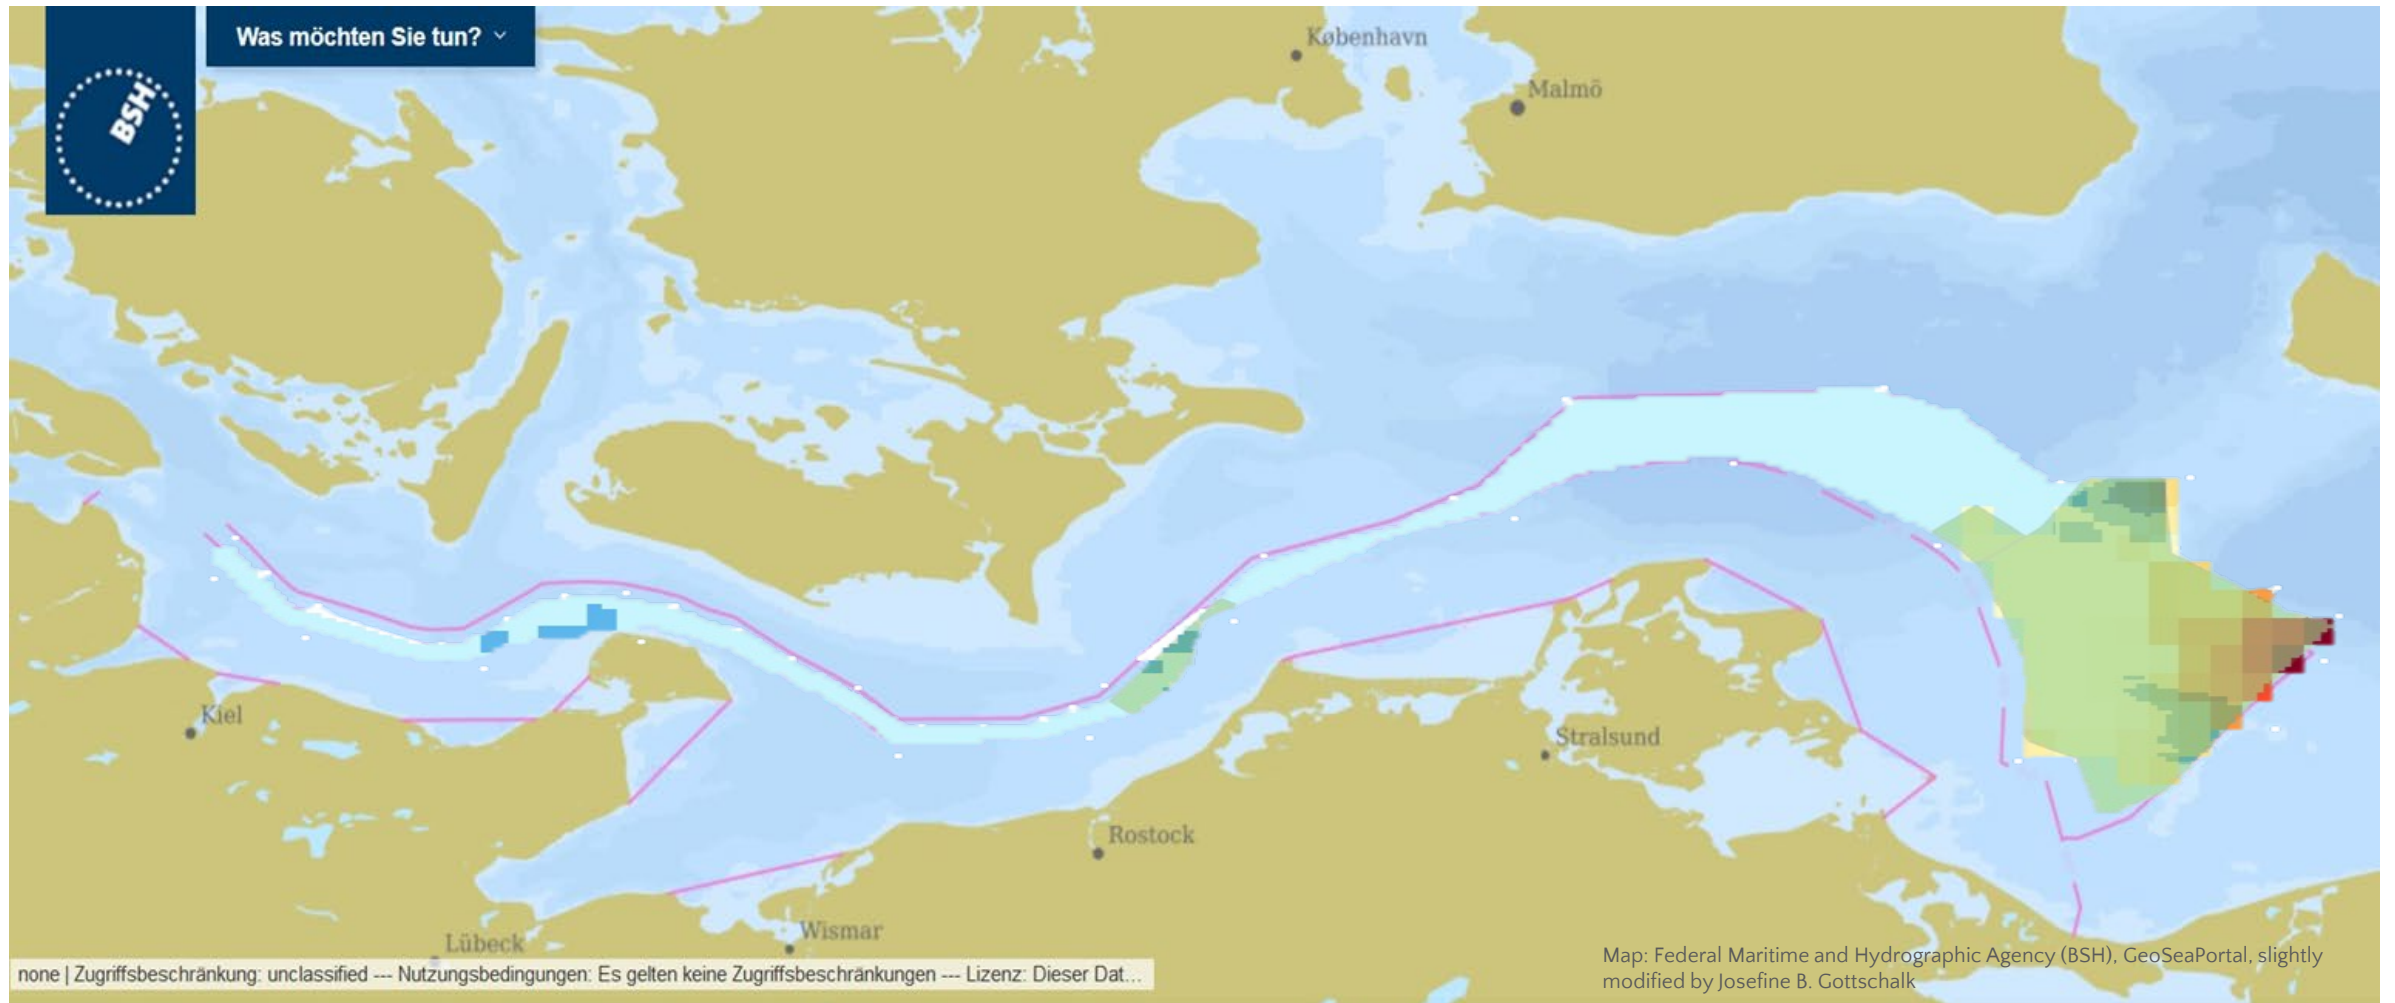 Was möchten Sie tun?
BSH
København
Malmö
Kiel
Stralsund
Rostock
Wismar
Lübeck
none | Zugriffsbeschränkung: unclassified --- Nutzungsbedingungen: Es gelten keine Zugriffsbeschränkungen --- Lizenz: Dieser Dat...
Map: Federal Maritime and Hydrographic Agency (BSH), GeoSeaPortal, slightly
modified by Josefine B. Gottschalk